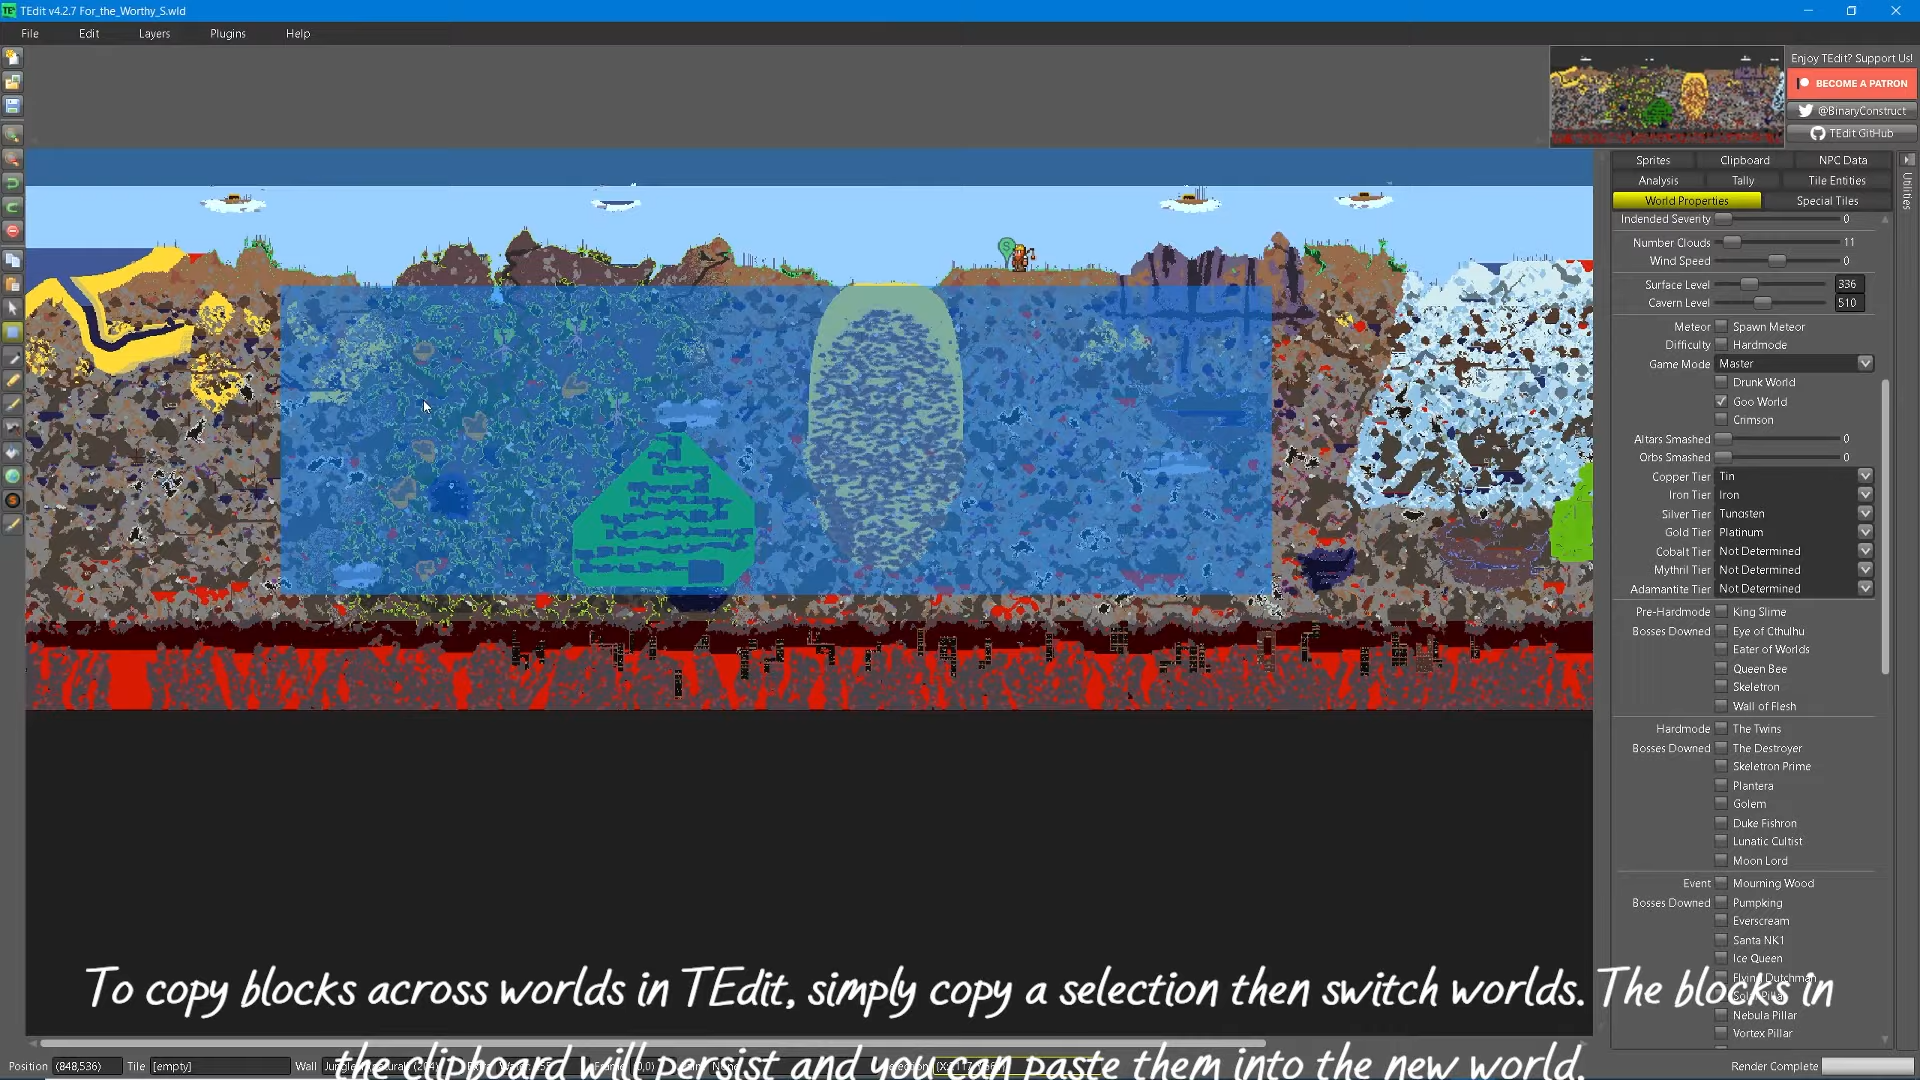 TEdit v4.2.7 For_the_Worthy_S.wld
File Edit Layers Plugins Help
Enjoy TEdit? Support Us!
BECOME A PATRON
@BinaryConstruct
TEdit GitHub
Sprites Clipboard NPC Data
Analysis Tally Tile Entities
World Properties Special Tiles
Utilities
Indended Severity 0
Number Clouds 11
Wind Speed 0
Surface Level 336
Cavern Level 510
Meteor Spawn Meteor
Difficulty Hardmode
Game Mode Master
Drunk World
Goo World
Crimson
Altars Smashed 0
Orbs Smashed 0
Copper Tier Tin
Iron Tier Iron
Silver Tier Tungsten
Gold Tier Platinum
Cobalt Tier Not Determined
Mythril Tier Not Determined
Adamantite Tier Not Determined
Pre-Hardmode King Slime
Bosses Downed Eye of Cthulhu
Eater of Worlds
Queen Bee
Skeletron
Wall of Flesh
Hardmode The Twins
Bosses Downed The Destroyer
Skeletron Prime
Plantera
Golem
Duke Fishron
Lunatic Cultist
Moon Lord
Event Mourning Wood
Bosses Downed Pumpking
Everscream
Santa NK1
Ice Queen
Flying Dutchman
Nebula Pillar
Vortex Pillar
To copy blocks across worlds in TEdit, simply copy a selection then switch worlds. The blocks in
the clipboard will persist and you can paste them into the new world.
Position (848,536) Tile [empty] Wall
Render Complete